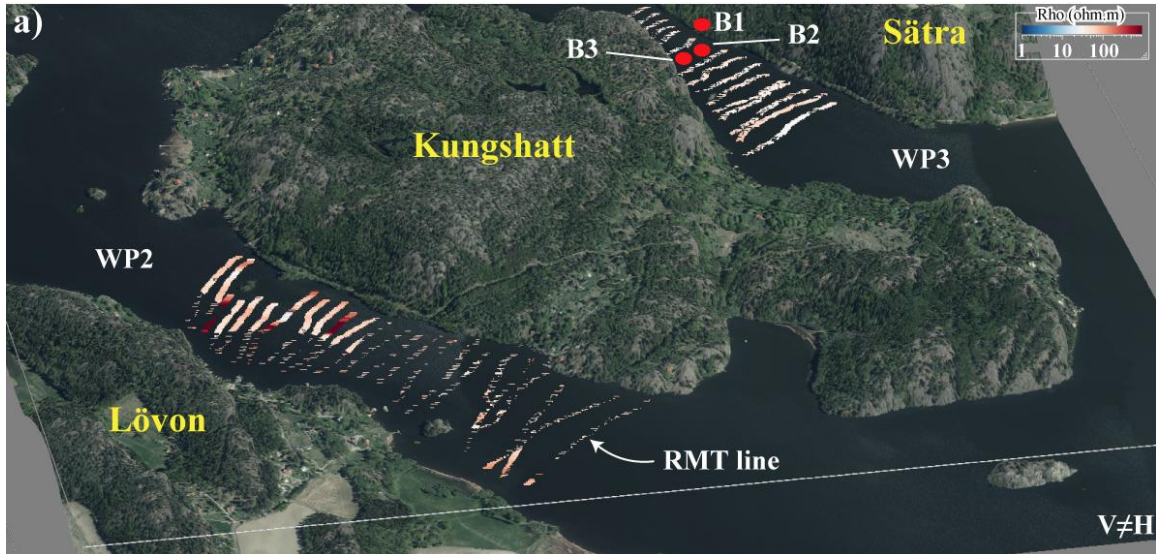 a)
Rho (ohm.m)
1 10 100
Sätra
B1
B2
B3
Kungshatt
WP3
WP2
Lövon
RMT line
V≠H